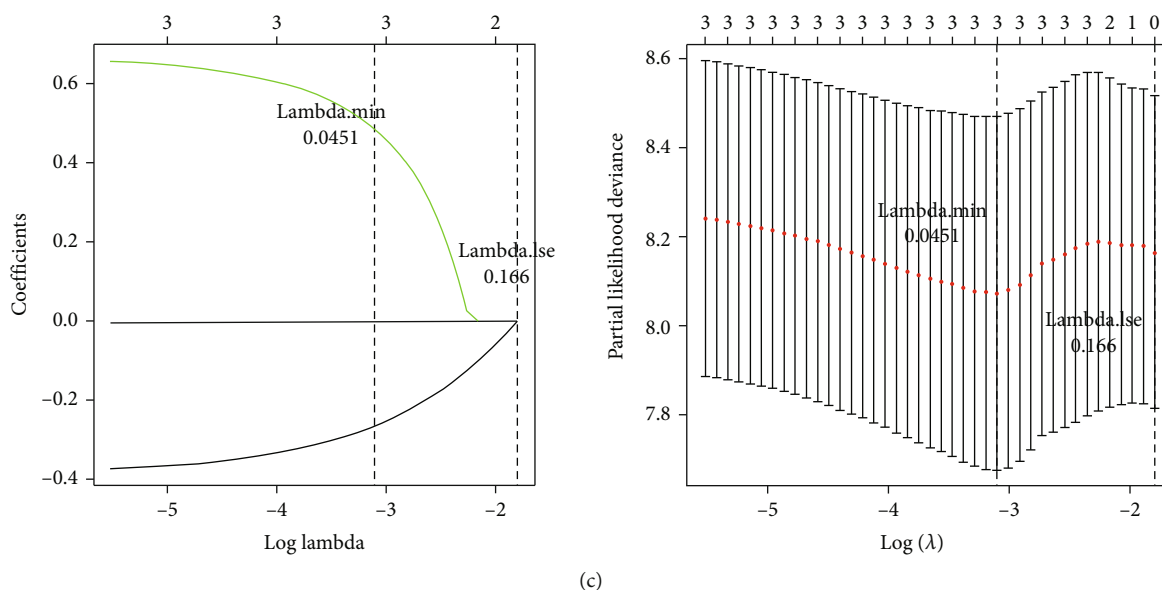 3 3 3 2
0.6
0.4
0.2
0.0
−0.2
−0.4
Coefficients
Lambda.min
0.0451
Lambda.lse
0.166
−5 −4 −3 −2
Log lambda
3 3 3 3 3 3 3 3 3 3 3 3 3 3 3 3 3 3 2 1 0
8.6
8.4
8.2
8.0
7.8
Partial likelihood deviance
Lambda.min
0.0451
Lambda.lse
0.166
−5 −4 −3 −2
Log (λ)
(c)